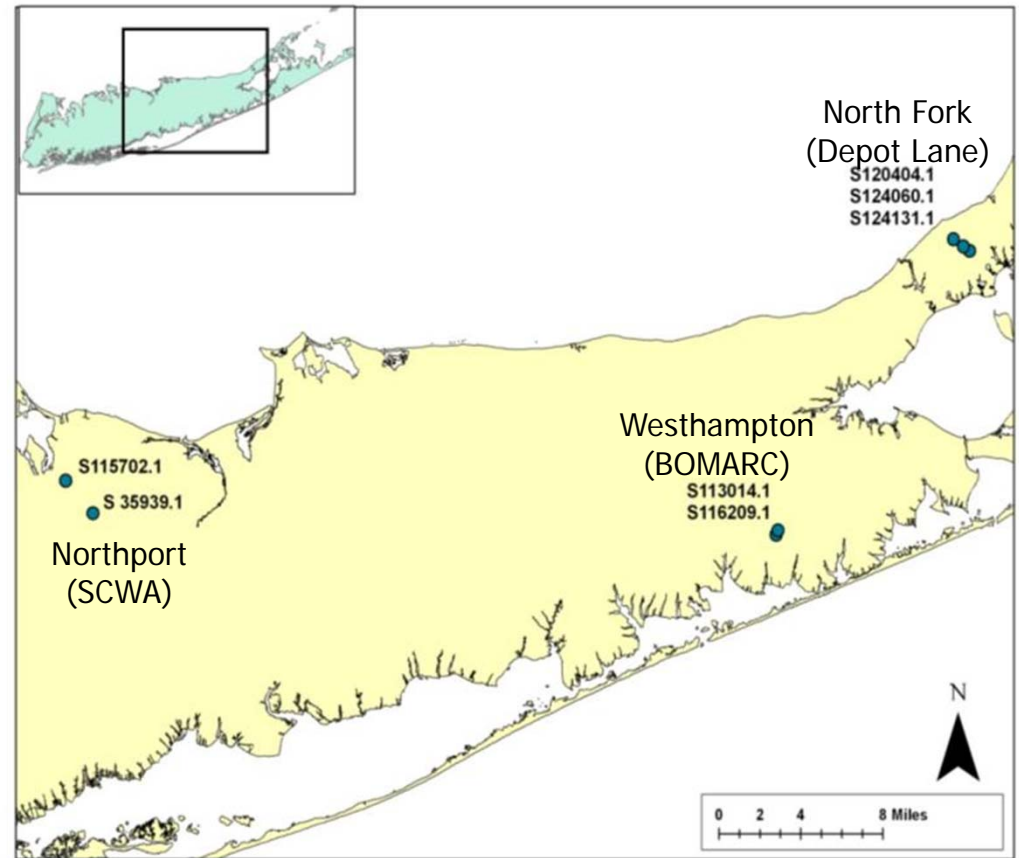 North Fork
(Depot Lane)
S120404.1
S124060.1
S124131.1
Westhampton
(BOMARC)
S113014.1
S116209.1
S115702.1
S 35939.1
Northport
(SCWA)
N
0 2 4 8 Miles